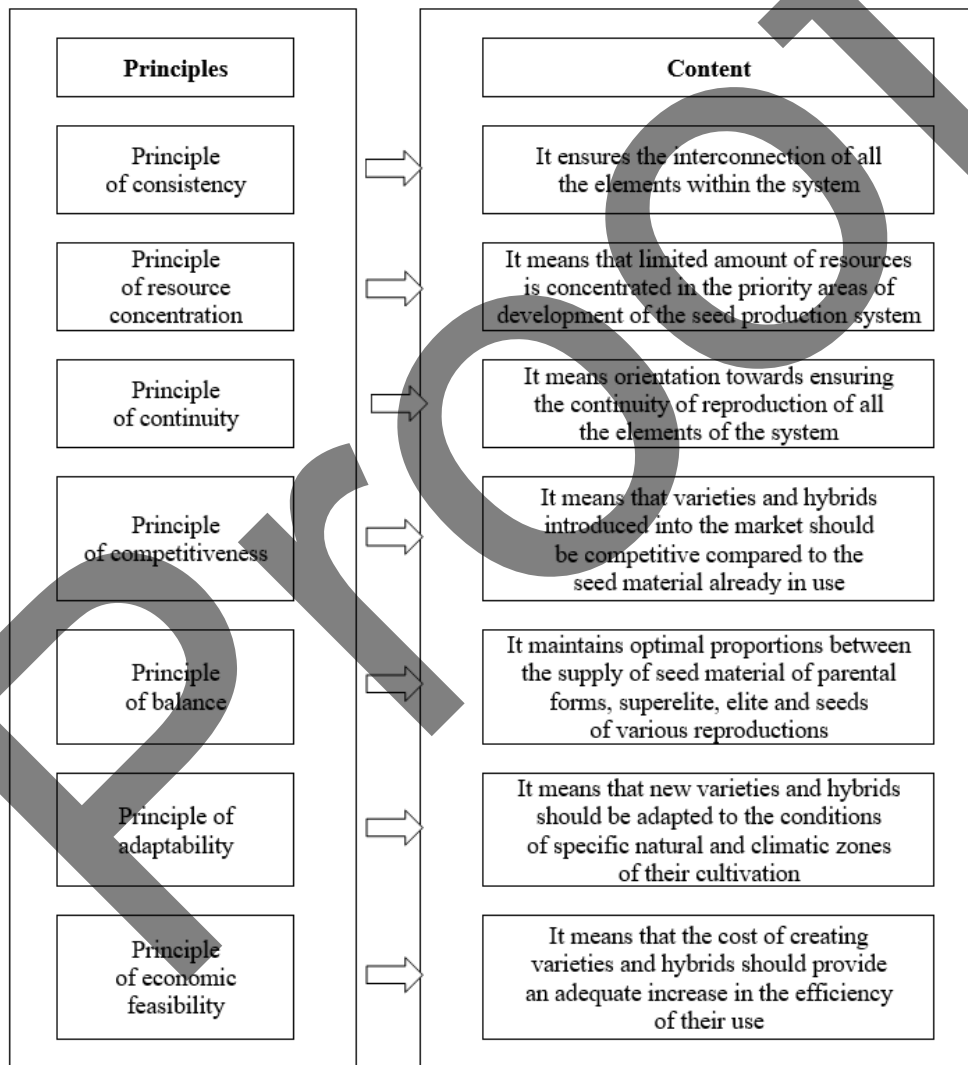 Principles
Content
Principle
of consistency
It ensures the interconnection of all
the elements within the system
Principle
of resource
concentration
It means that limited amount of resources
is concentrated in the priority areas of
development of the seed production system
Principle
of continuity
It means orientation towards ensuring
the continuity of reproduction of all
the elements of the system
Principle
of competitiveness
It means that varieties and hybrids
introduced into the market should
be competitive compared to the
seed material already in use
Principle
of balance
It maintains optimal proportions between
the supply of seed material of parental
forms, superelite, elite and seeds
of various reproductions
Principle of
adaptability
It means that new varieties and hybrids
should be adapted to the conditions
of specific natural and climatic zones
of their cultivation
Principle
of economic
feasibility
It means that the cost of creating
varieties and hybrids should provide
an adequate increase in the efficiency
of their use